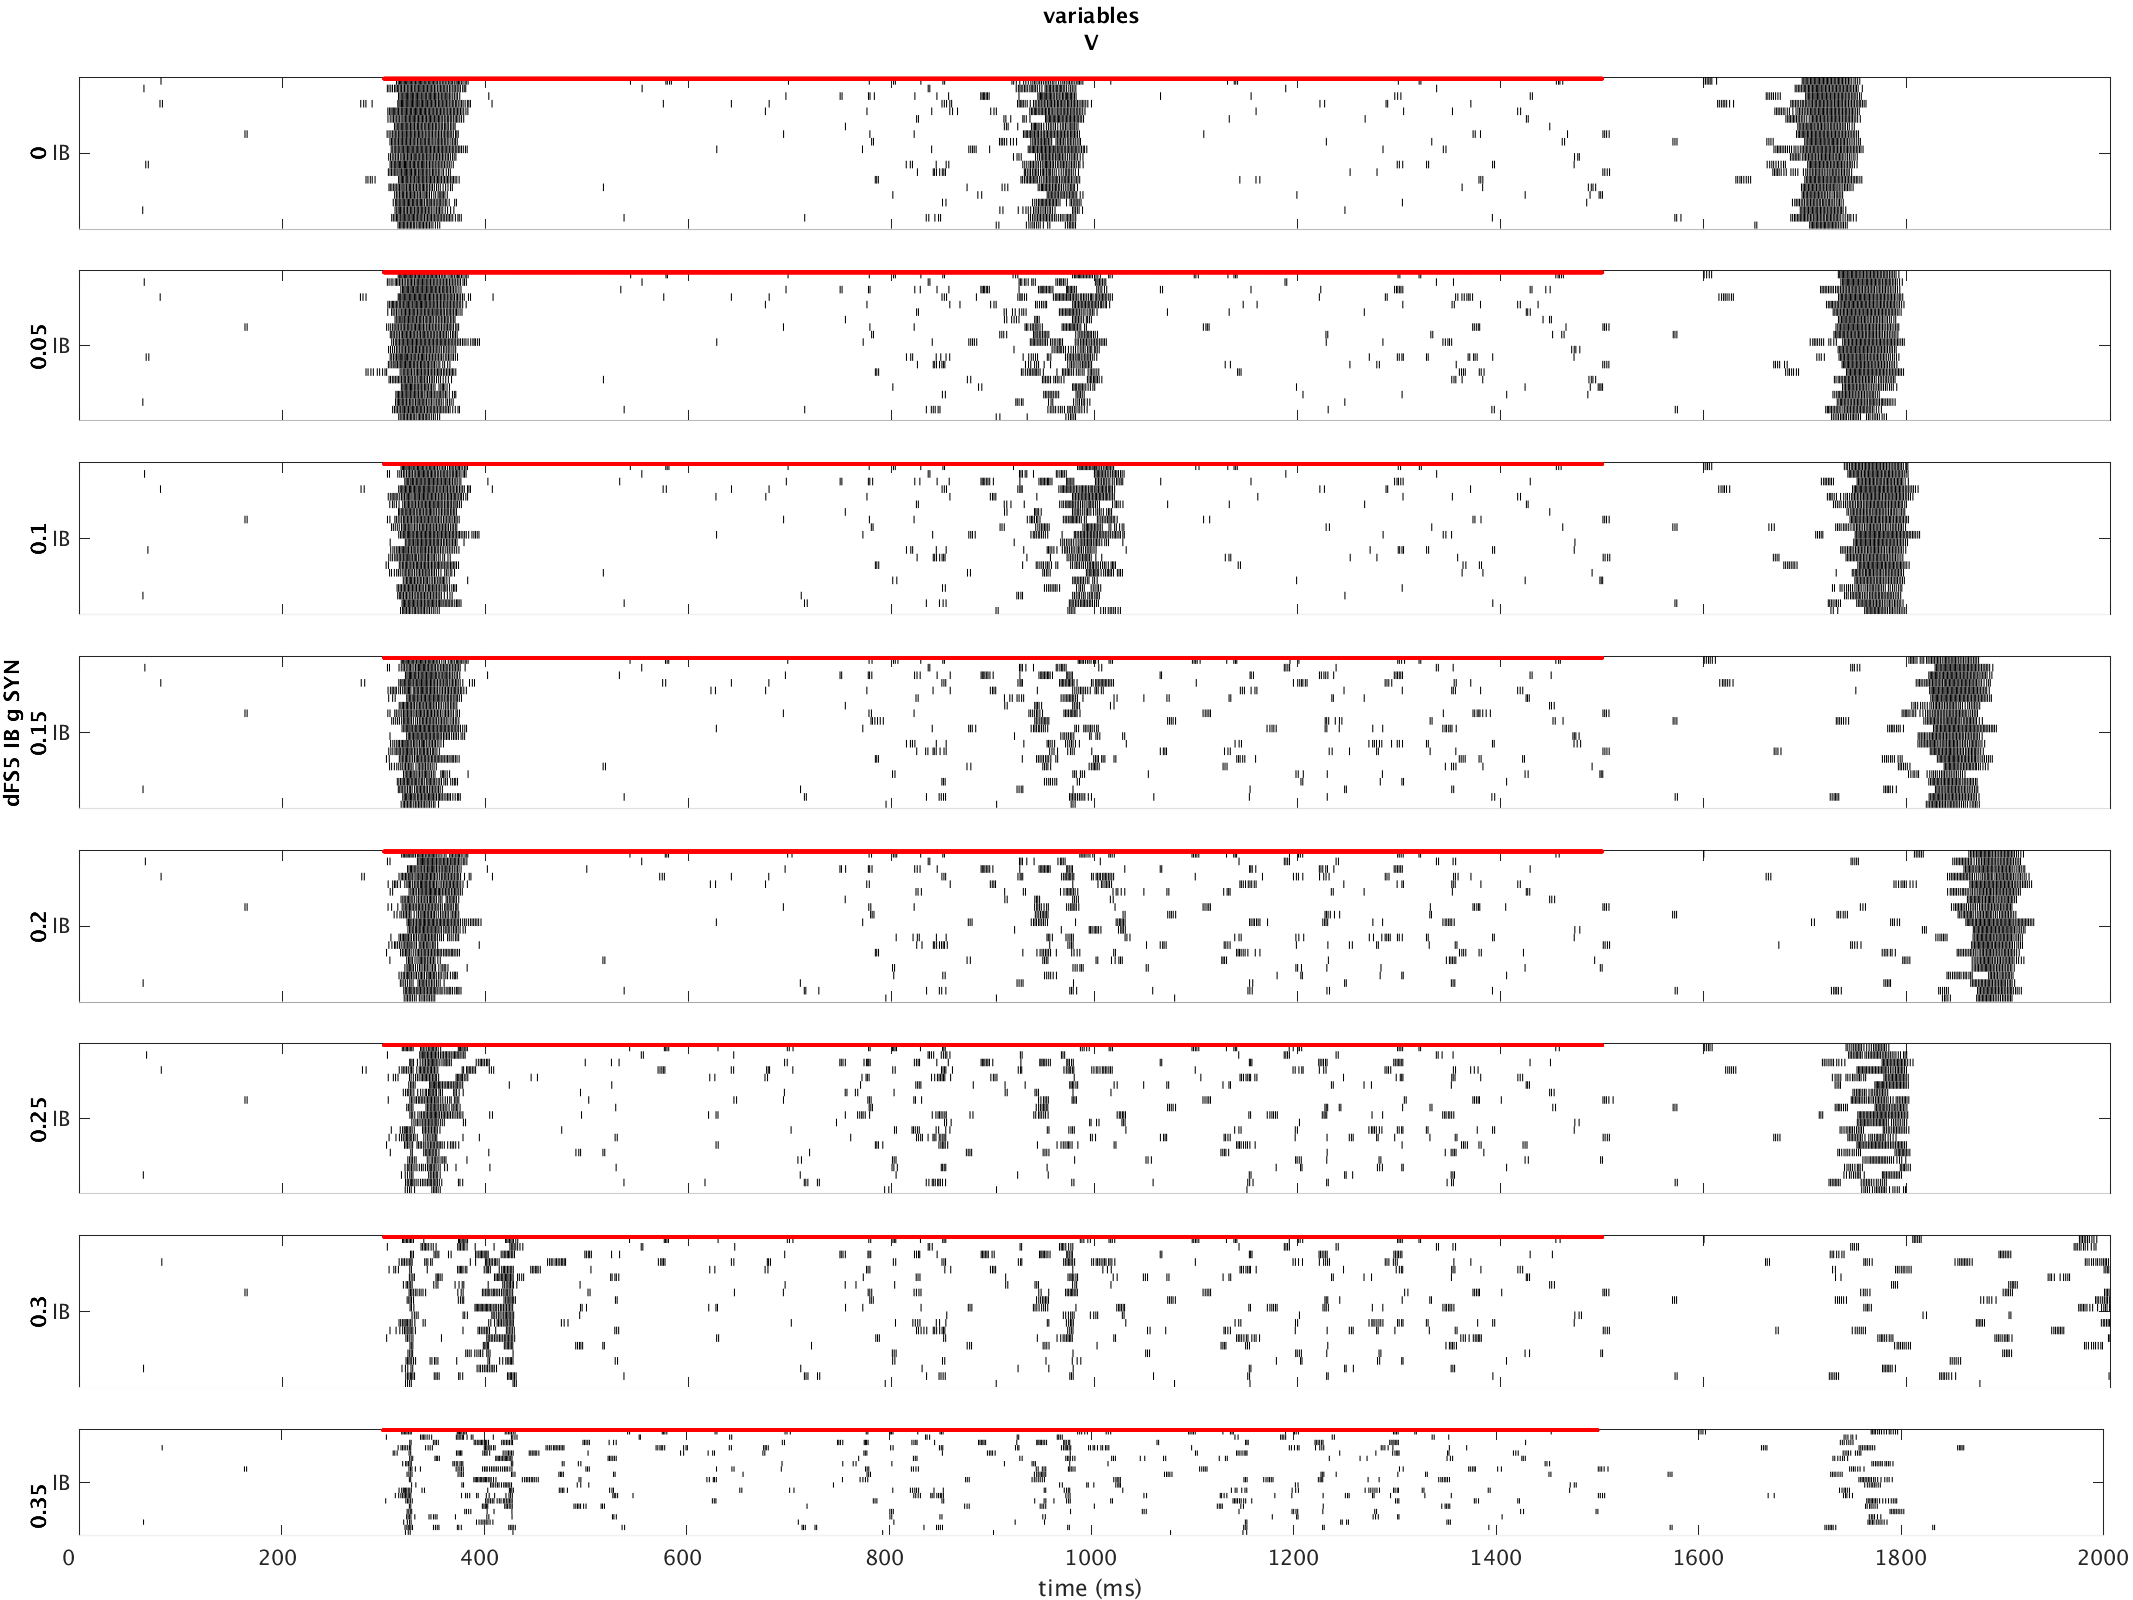 variables
V
dFS5 IB g SYN
0 IB
0.05 IB
0.1 IB
0.15 IB
0.2 IB
0.25 IB
0.3 IB
0.35 IB
0 200 400 600 800 1000 1200 1400 1600 1800 2000
time (ms)